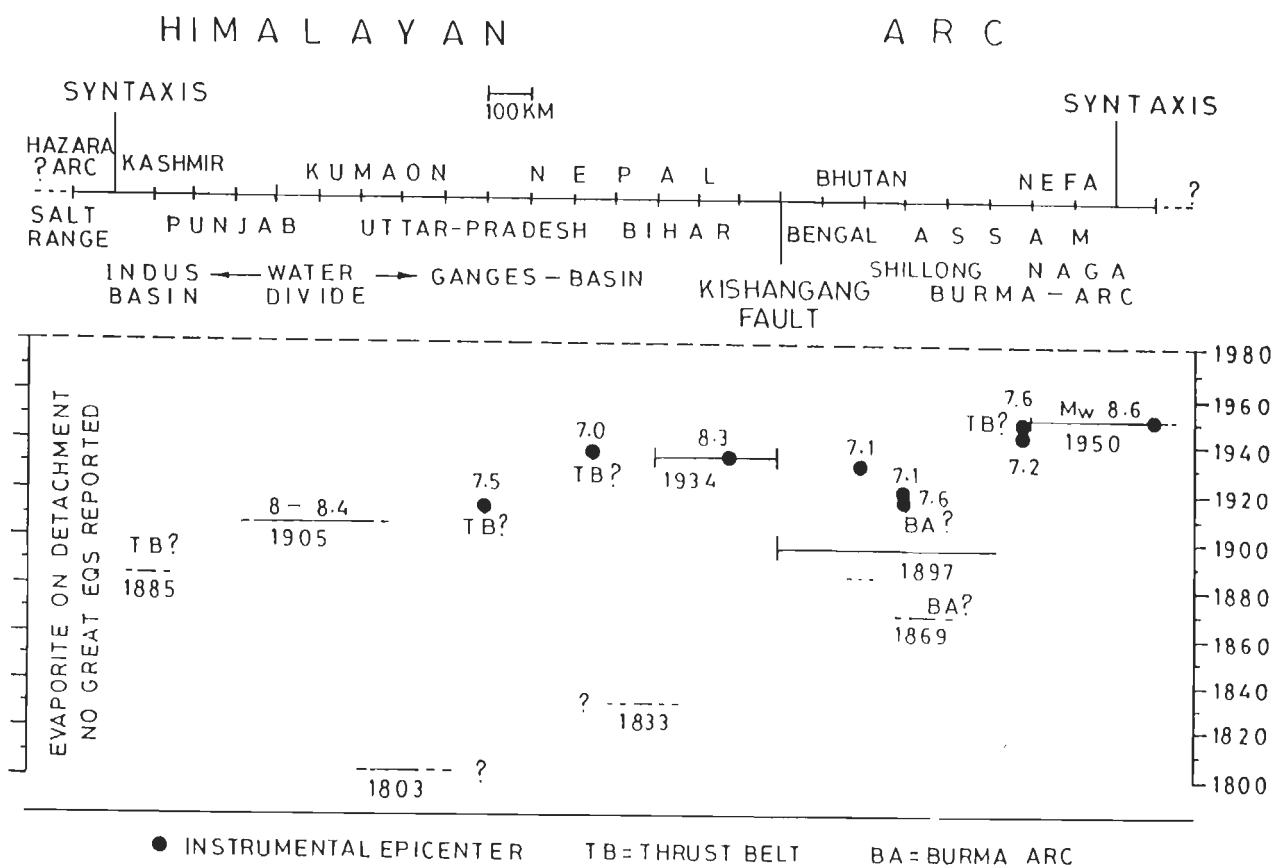 HIMALAYAN ARC
SYNTAXIS
100KM
SYNTAXIS
HAZARA
? ARC
KASHMIR
KUMAON
NEPAL
BHUTAN
NEFA
?
SALT
RANGE
PUNJAB
UTTAR-PRADESH
BIHAR
BENGAL
ASSAM
INDUS
BASIN
WATER
DIVIDE
GANGES-BASIN
KISHANGANG
FAULT
SHILLONG NAGA
BURMA-ARC
EVAPORITE ON DETACHMENT
NO GREAT EQS REPORTED
1980
1960
1940
1920
1900
1880
1860
1840
1820
1800
TB?
1885
8-8.4
1905
7.5
TB?
7.0
TB?
8.3
1934
7.1
7.1
7.6
BA?
7.6
TB?
7.2
Mw 8.6
1950
1897
BA?
1869
?
1833
1803
?
● INSTRUMENTAL EPICENTER TB=THRUST BELT BA=BURMA ARC